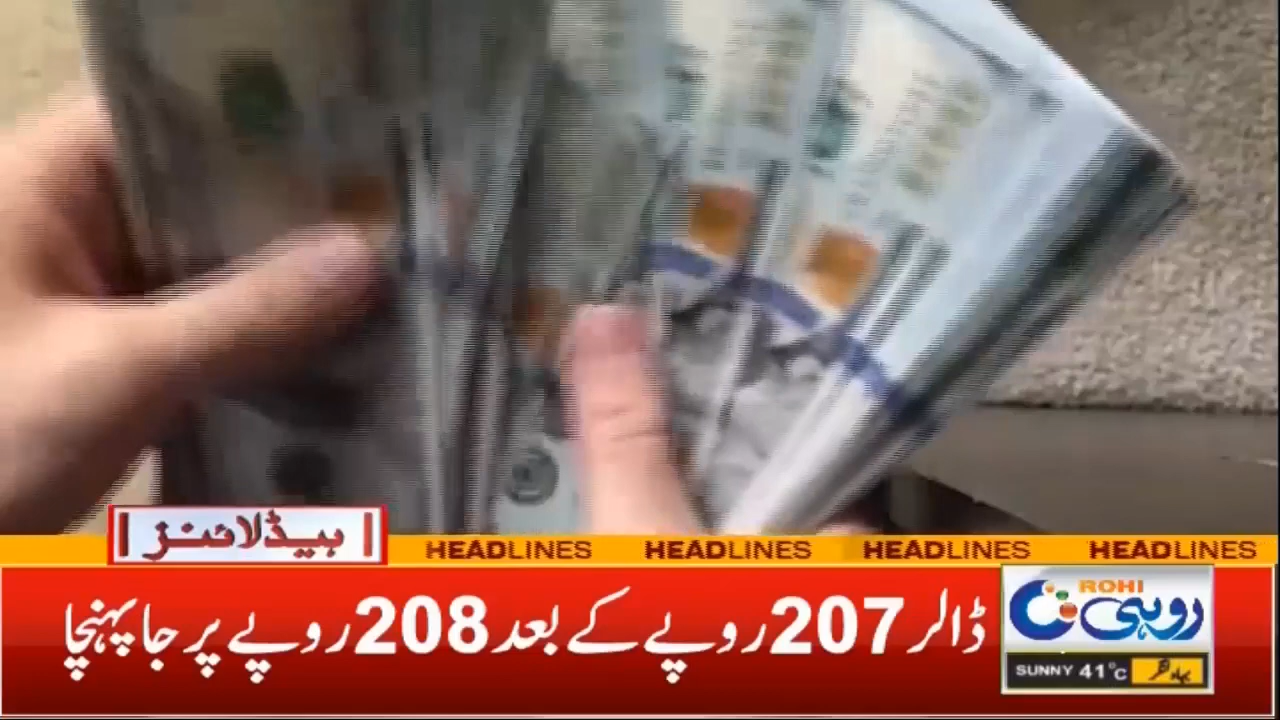 ہیڈلائنز
HEADLINES HEADLINES HEADLINES HEADLINES
ڈالر 207 روپے کے بعد 208 روپے پر جا پہنچا
ROHI
روہی
SUNNY 41°C